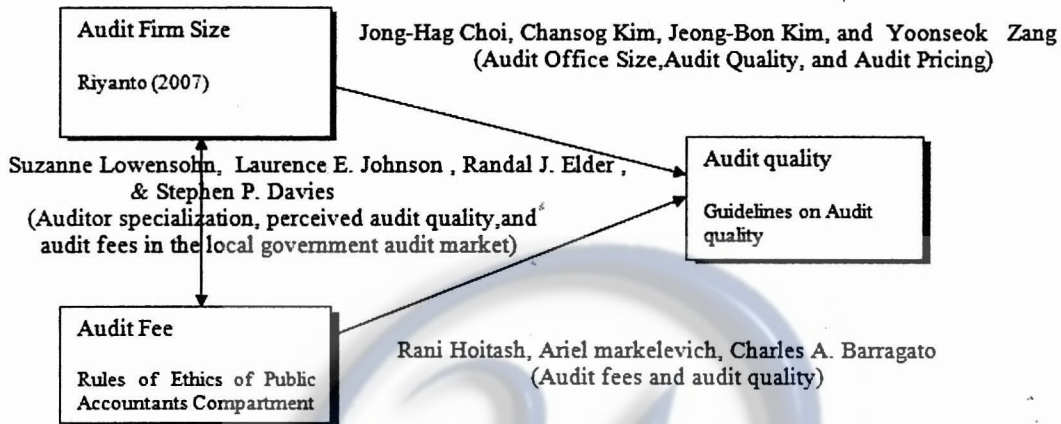 Audit Firm Size
Riyanto (2007)
Jong-Hag Choi, Chansog Kim, Jeong-Bon Kim, and Yoonseok Zang
(Audit Office Size,Audit Quality, and Audit Pricing)
Suzanne Lowensohn, Laurence E. Johnson , Randal J. Elder ,
& Stephen P. Davies
(Auditor specialization, perceived audit quality,and
audit fees in the local government audit market)
Audit quality
Guidelines on Audit
quality
Audit Fee
Rules of Ethics of Public
Accountants Compartment
Rani Hoitash, Ariel markelevich, Charles A. Barragato
(Audit fees and audit quality)